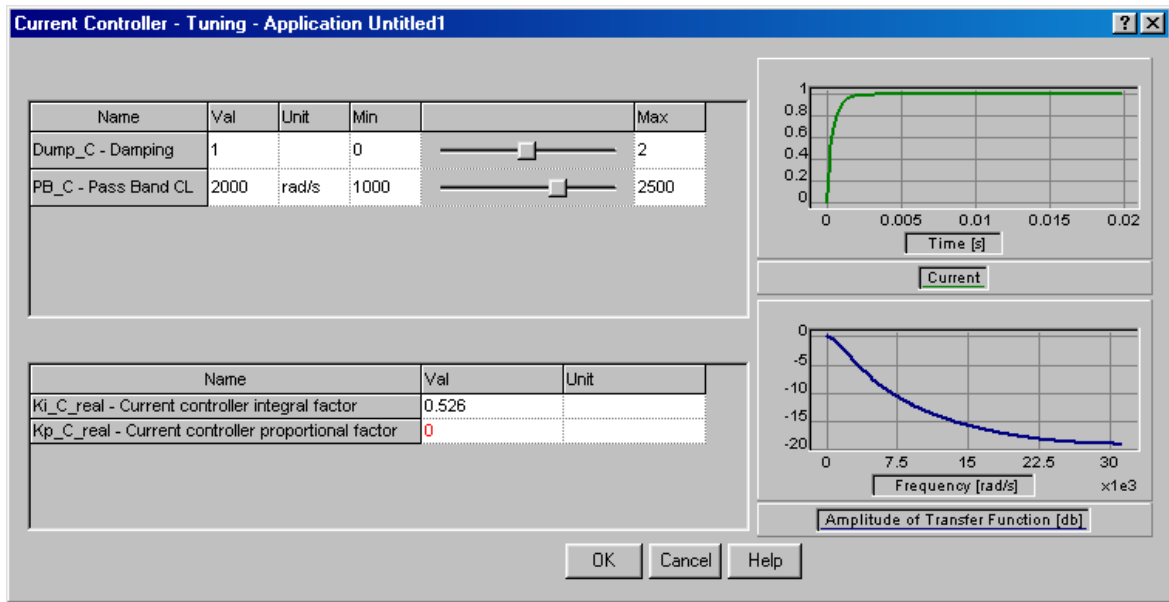 Current Controller - Tuning - Application Untitled1
Name Val Unit Min Max
Dump_C - Damping 1 0 2
PB_C - Pass Band CL 2000 rad/s 1000 2500
Name Val Unit
Ki_C_real - Current controller integral factor 0.526
Kp_C_real - Current controller proportional factor 0
1
0.8
0.6
0.4
0.2
0
0 0.005 0.01 0.015 0.02
Time [s]
Current
0
-5
-10
-15
-20
0 7.5 15 22.5 30
Frequency [rad/s] x1e3
Amplitude of Transfer Function [db]
OK Cancel Help